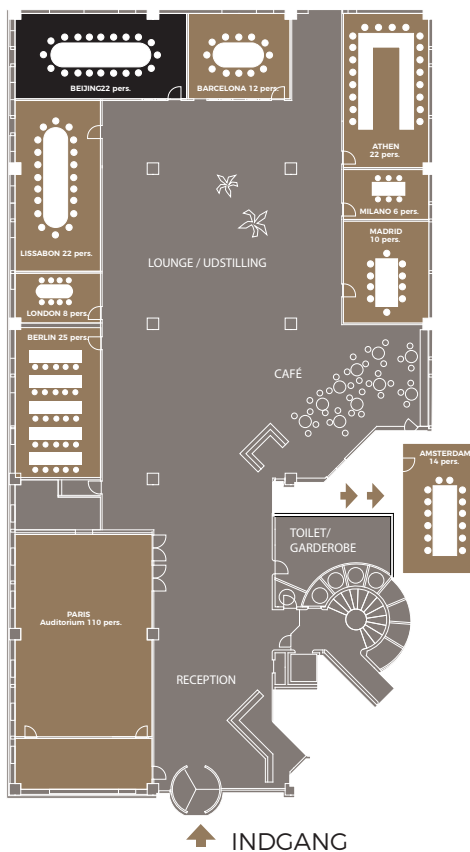 BEIJING22 pers.
BARCELONA 12 pers.
ATHEN
22 pers.
MILANO 6 pers.
MADRID
10 pers.
LISSABON 22 pers.
LOUNGE / UDSTILLING
LONDON 8 pers.
BERLIN 25 pers.
CAFÉ
AMSTERDAM
14 pers.
TOILET/
GARDEROBE
PARIS
Auditorium 110 pers.
RECEPTION
INDGANG